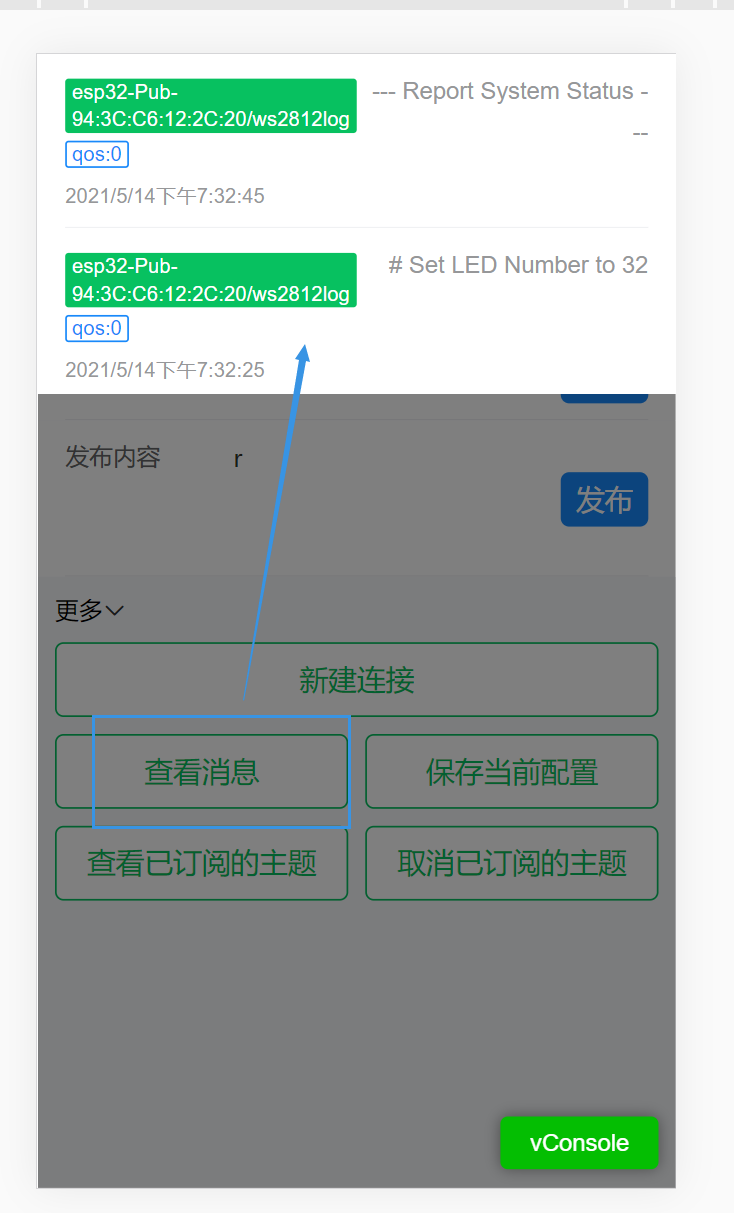 esp32-Pub-
94:3C:C6:12:2C:20/ws2812log
--- Report System Status -
--
qos:0
2021/5/14下午7:32:45
esp32-Pub-
94:3C:C6:12:2C:20/ws2812log
# Set LED Number to 32
qos:0
2021/5/14下午7:32:25
发布内容 r
发布
更多
新建连接
查看消息 保存当前配置
查看已订阅的主题 取消已订阅的主题
vConsole